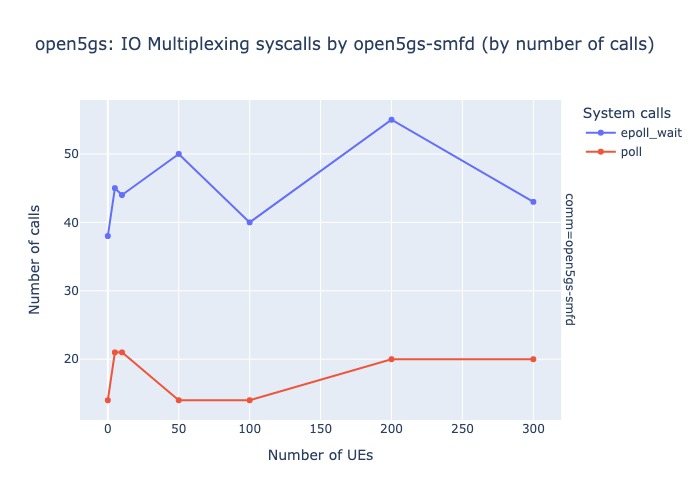 open5gs: IO Multiplexing syscalls by open5gs-smfd (by number of calls)
System calls
epoll_wait
poll
50
40
30
20
Number of calls
comm=open5gs-smfd
0 50 100 150 200 250 300
Number of UEs